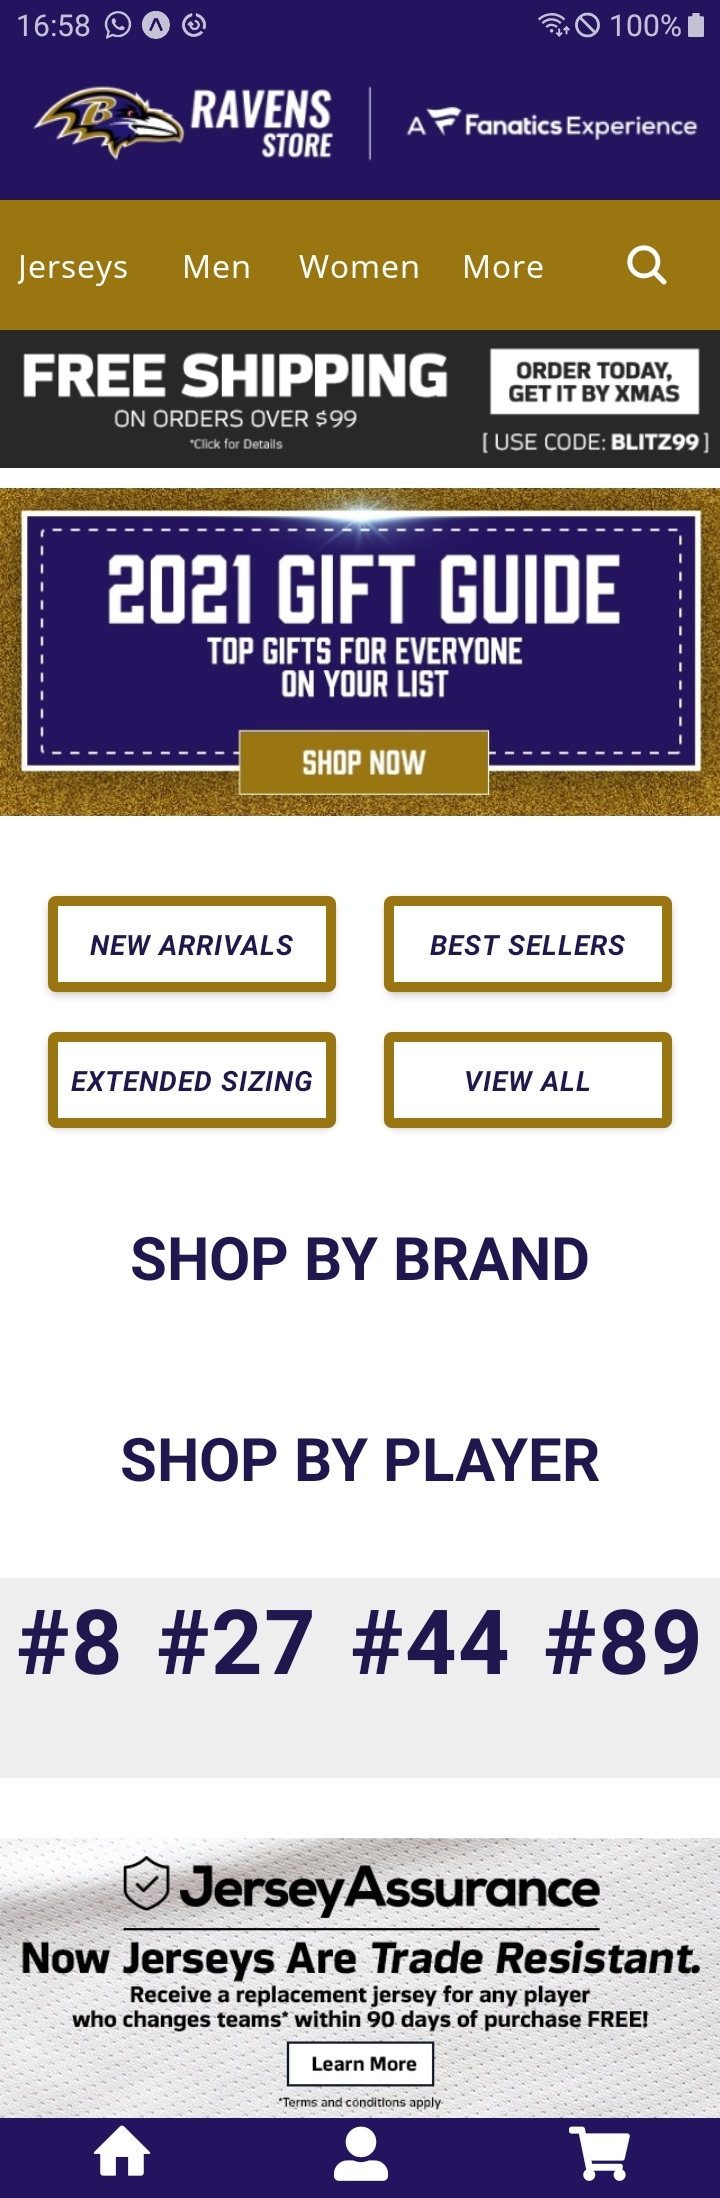 16:58
100%
B
RAVENS
STORE
A Fanatics Experience
Jerseys Men Women More
FREE SHIPPING
ON ORDERS OVER $99
*Click for Details
ORDER TODAY,
GET IT BY XMAS
[ USE CODE: BLITZ99 ]
2021 GIFT GUIDE
TOP GIFTS FOR EVERYONE
ON YOUR LIST
SHOP NOW
NEW ARRIVALS
BEST SELLERS
EXTENDED SIZING
VIEW ALL
SHOP BY BRAND
SHOP BY PLAYER
#8 #27 #44 #89
JerseyAssurance
Now Jerseys Are Trade Resistant.
Receive a replacement jersey for any player
who changes teams* within 90 days of purchase FREE!
Learn More
*Terms and conditions apply